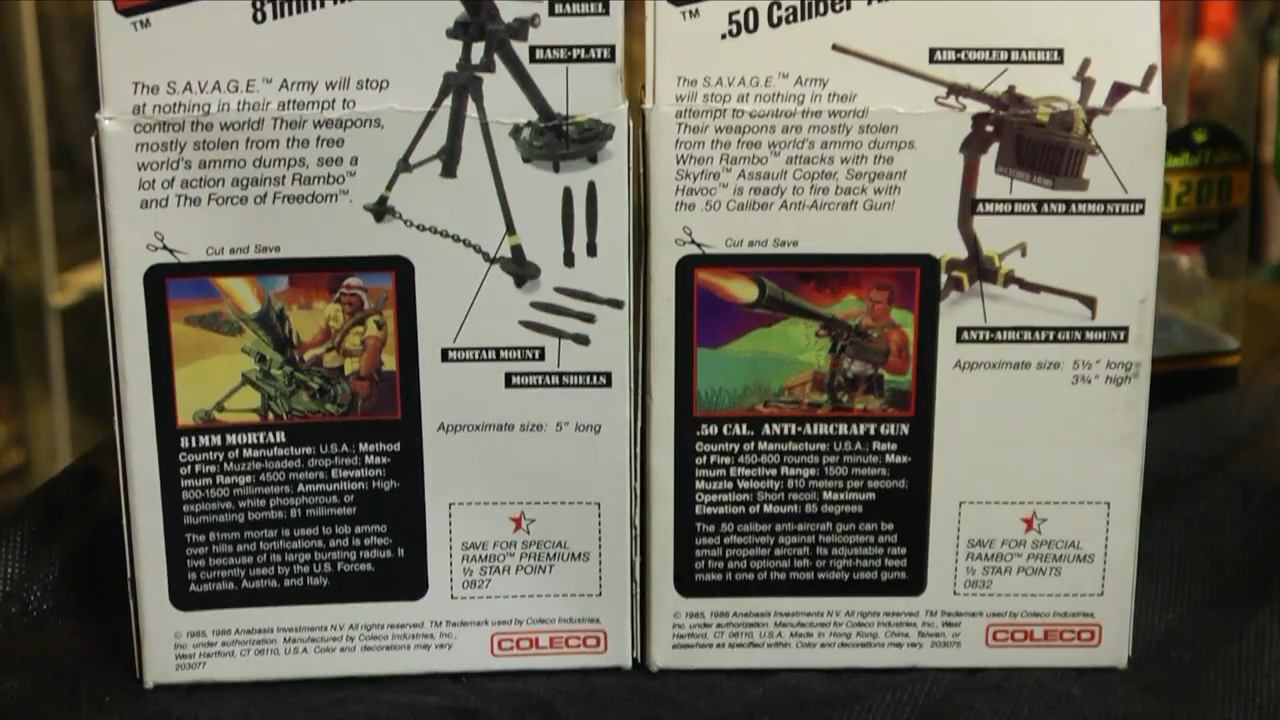 TM
81mm
BARREL
BASE-PLATE
The S.A.V.A.G.E.™ Army will stop
at nothing in their attempt to
control the world! Their weapons,
mostly stolen from the free
world's ammo dumps, see a
lot of action against Rambo™
and The Force of Freedom™.
Cut and Save
MORTAR MOUNT
MORTAR SHELLS
Approximate size: 5" long
81MM MORTAR
Country of Manufacture: U.S.A.; Method
of Fire: Muzzle-loaded, drop-fired; Max-
imum Range: 4500 meters; Elevation:
800-1500 millimeters; Ammunition: High-
explosive, white phosphorous, or
illuminating bombs; 81 millimeter
The 81mm mortar is used to lob ammo
over hills and fortifications, and is effec-
tive because of its large bursting radius. It
is currently used by the U.S. Forces,
Australia, Austria, and Italy.
SAVE FOR SPECIAL
RAMBO™ PREMIUMS
½ STAR POINT
0827
© 1985, 1986 Anabasis Investments N.V. All rights reserved. TM Trademark used by Coleco Industries,
Inc. under authorization. Manufactured by Coleco Industries, Inc.,
West Hartford, CT 06110, U.S.A. Color and decorations may vary
203077
COLECO
TM
.50 Caliber
AIR-COOLED BARREL
The S.A.V.A.G.E.™ Army
will stop at nothing in their
attempt to control the world!
Their weapons are mostly stolen
from the free world's ammo dumps.
When Rambo™ attacks with the
Skyfire™ Assault Copter, Sergeant
Havoc™ is ready to fire back with
the .50 Caliber Anti-Aircraft Gun!
AMMO BOX AND AMMO STRIP
Cut and Save
ANTI-AIRCRAFT GUN MOUNT
Approximate size: 5½" long
3¾" high
.50 CAL. ANTI-AIRCRAFT GUN
Country of Manufacture: U.S.A.; Rate
of Fire: 450-600 rounds per minute; Max-
imum Effective Range: 1500 meters;
Muzzle Velocity: 810 meters per second;
Operation: Short recoil; Maximum
Elevation of Mount: 85 degrees
The .50 caliber anti-aircraft gun can be
used effectively against helicopters and
small propeller aircraft. Its adjustable rate
of fire and optional left- or right-hand feed
make it one of the most widely used guns.
SAVE FOR SPECIAL
RAMBO™ PREMIUMS
½ STAR POINTS
0832
© 1985, 1986 Anabasis Investments N.V. All rights reserved. TM Trademark used by Coleco Industries,
Inc. under authorization. Manufactured for Coleco Industries, Inc., West
Hartford, CT 06110, U.S.A. Made in Hong Kong, China, Taiwan, or
elsewhere as specified within. Color and decorations may vary. 203076
COLECO
Limited Edition
1200